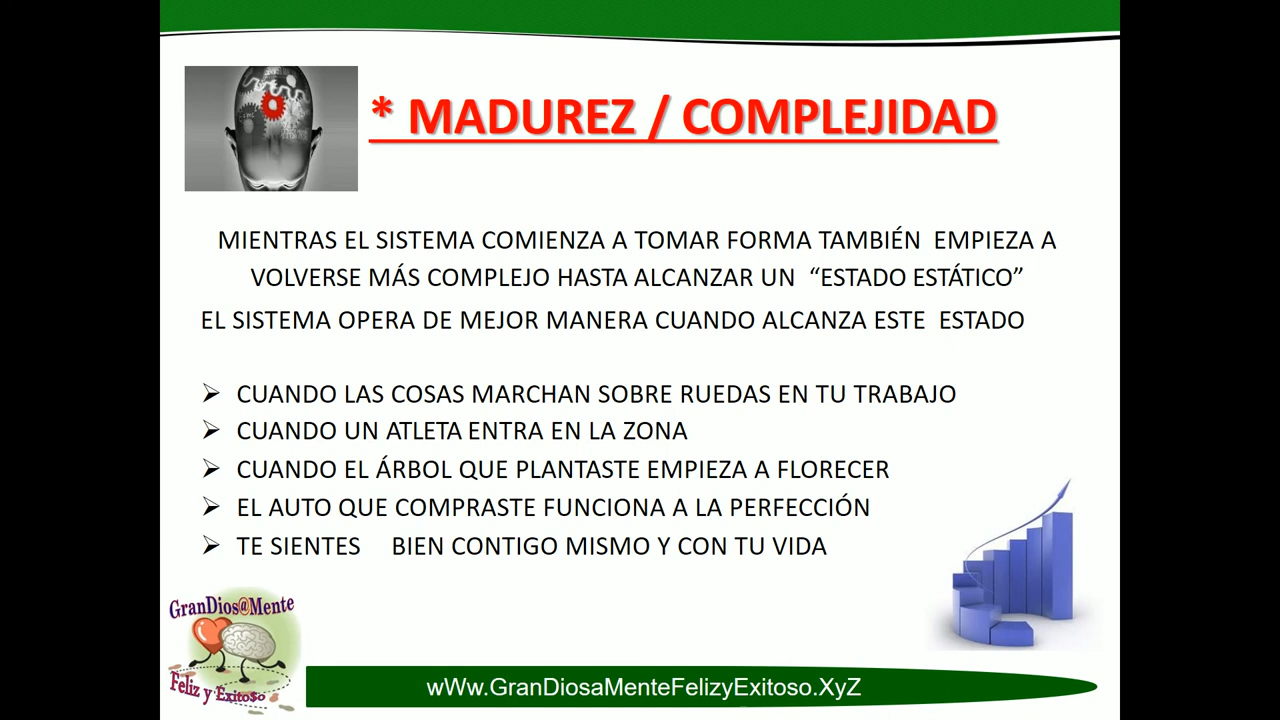 * MADUREZ / COMPLEJIDAD
MIENTRAS EL SISTEMA COMIENZA A TOMAR FORMA TAMBIÉN EMPIEZA A
VOLVERSE MÁS COMPLEJO HASTA ALCANZAR UN “ESTADO ESTÁTICO”
EL SISTEMA OPERA DE MEJOR MANERA CUANDO ALCANZA ESTE ESTADO
➢ CUANDO LAS COSAS MARCHAN SOBRE RUEDAS EN TU TRABAJO
➢ CUANDO UN ATLETA ENTRA EN LA ZONA
➢ CUANDO EL ÁRBOL QUE PLANTASTE EMPIEZA A FLORECER
➢ EL AUTO QUE COMPRASTE FUNCIONA A LA PERFECCIÓN
➢ TE SIENTES BIEN CONTIGO MISMO Y CON TU VIDA
GranDios@Mente
Feliz y Exito$o
wWw.GranDiosaMenteFelizyExitoso.XyZ